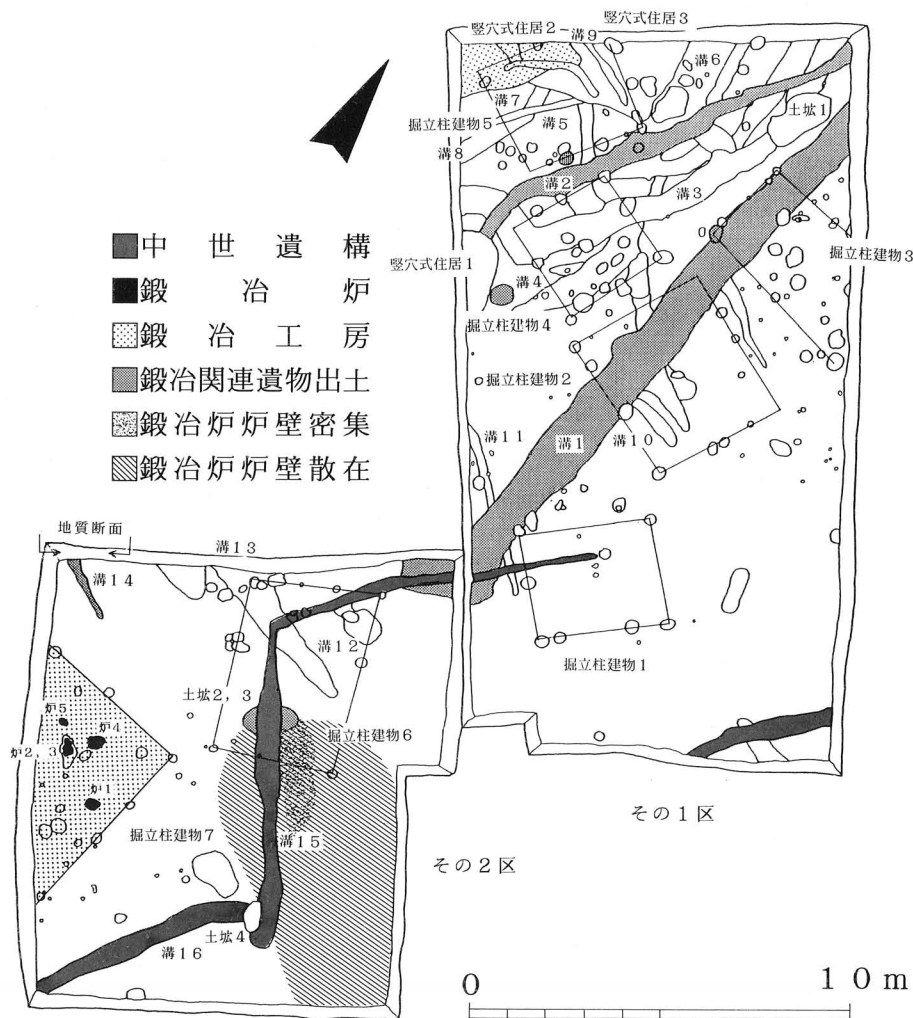 竪穴式住居3
竪穴式住居2
溝9
溝6
溝7
土坑1
掘立柱建物5
溝5
溝8
溝2
溝3
竪穴式住居1
溝4
掘立柱建物3
掘立柱建物4
掘立柱建物2
溝11
溝1
溝10
中世遺構
鍛冶炉
鍛冶工房
鍛冶関連遺物出土
鍛冶炉炉壁密集
鍛冶炉炉壁散在
地質断面
溝13
溝14
溝12
掘立柱建物1
土坑2,3
炉5
炉4
炉2,3
掘立柱建物6
炉1
その1区
掘立柱建物7
溝15
その2区
土坑4
溝16
0
10m